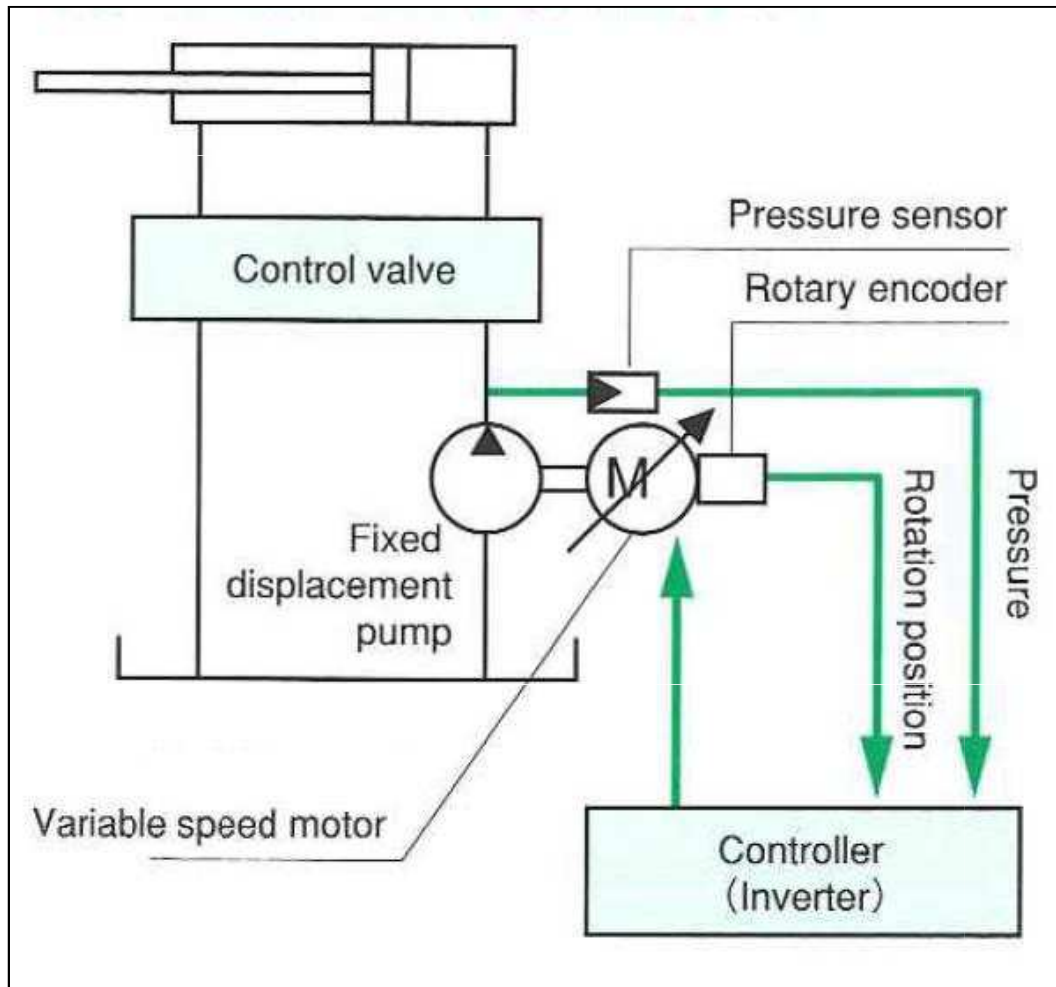 Control valve
Pressure sensor
Rotary encoder
M
Fixed
displacement
pump
Rotation position
Pressure
Variable speed motor
Controller
(Inverter)